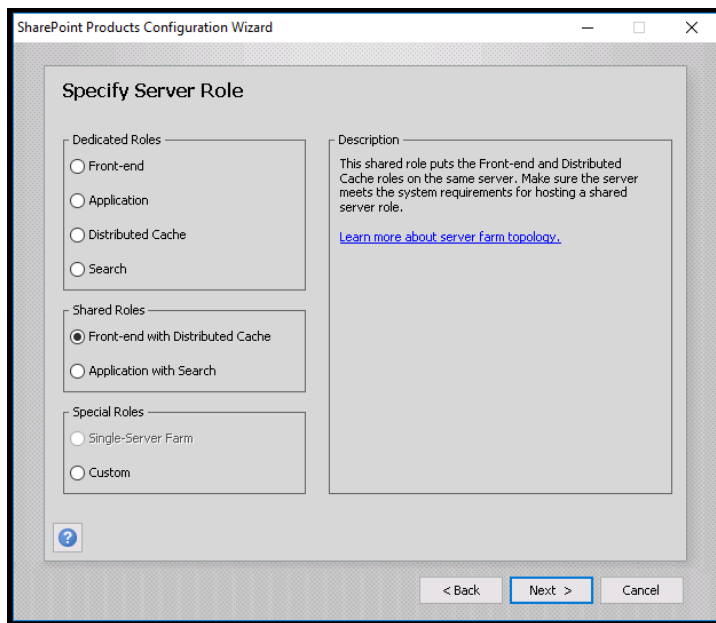 SharePoint Products Configuration Wizard
Specify Server Role
Dedicated Roles
Front-end
Application
Distributed Cache
Search
Shared Roles
Front-end with Distributed Cache
Application with Search
Special Roles
Single-Server Farm
Custom
Description
This shared role puts the Front-end and Distributed
Cache roles on the same server. Make sure the server
meets the system requirements for hosting a shared
server role.
Learn more about server farm topology.
?
< Back
Next >
Cancel